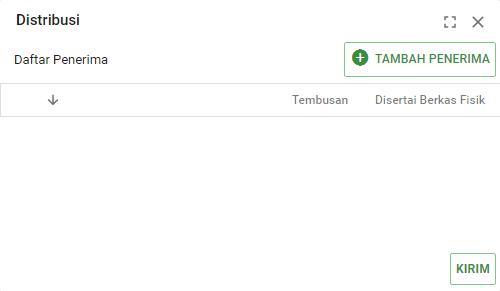 Distribusi
Daftar Penerima
TAMBAH PENERIMA
Tembusan Disertai Berkas Fisik
KIRIM